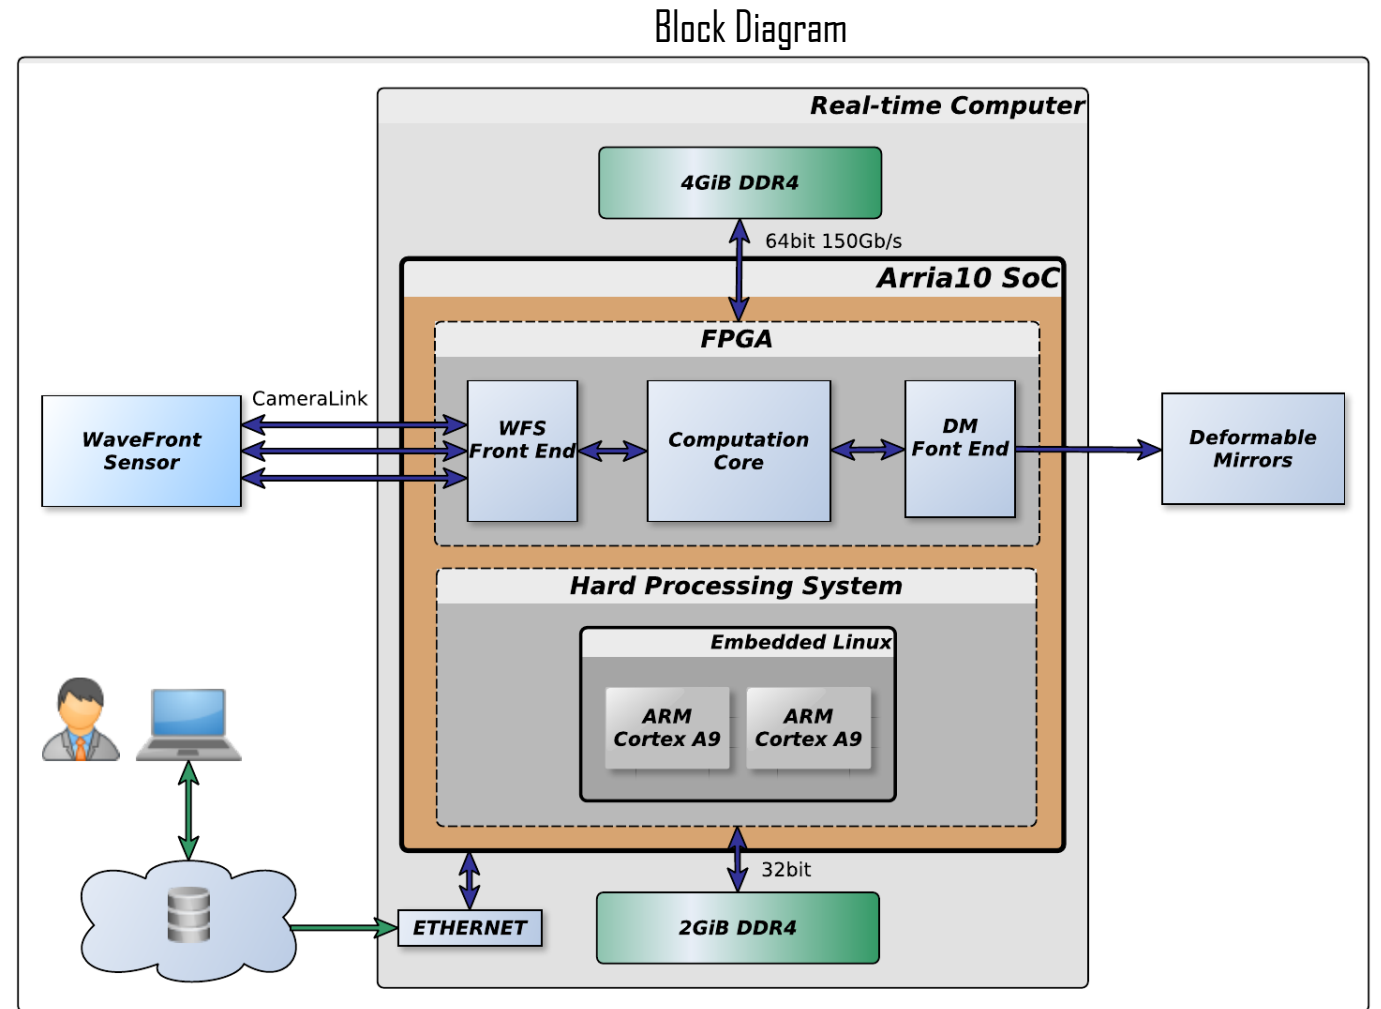 Block Diagram
Real-time Computer
4GiB DDR4
64bit 150Gb/s
Arria10 SoC
FPGA
CameraLink
WaveFront
Sensor
WFS
Front End
Computation
Core
DM
Font End
Deformable
Mirrors
Hard Processing System
Embedded Linux
ARM
Cortex A9
ARM
Cortex A9
32bit
ETHERNET
2GiB DDR4